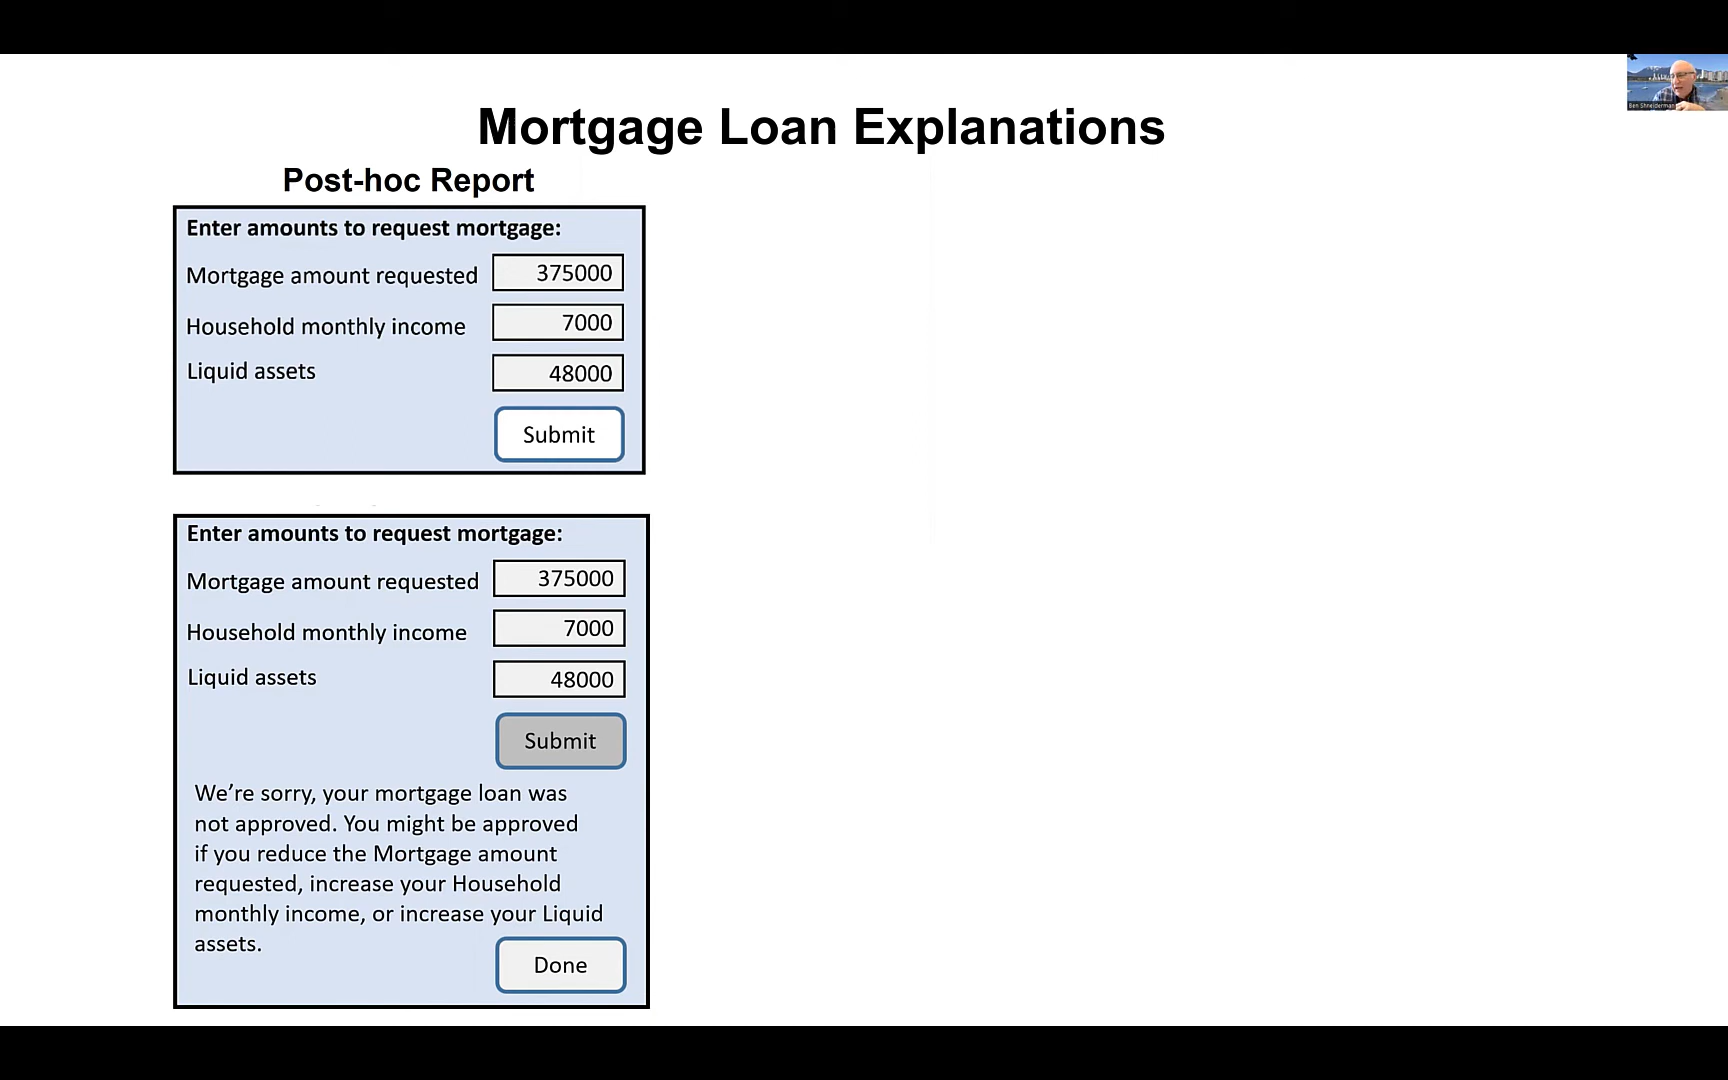 Mortgage Loan Explanations
Post-hoc Report
Enter amounts to request mortgage:
Mortgage amount requested 375000
Household monthly income 7000
Liquid assets 48000
Submit
Enter amounts to request mortgage:
Mortgage amount requested 375000
Household monthly income 7000
Liquid assets 48000
Submit
We're sorry, your mortgage loan was
not approved. You might be approved
if you reduce the Mortgage amount
requested, increase your Household
monthly income, or increase your Liquid
assets.
Done
Ben Shneiderman